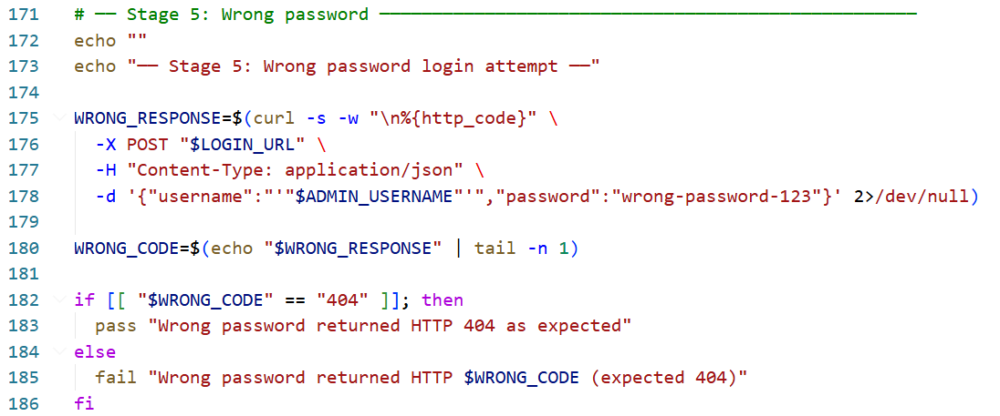 171 # ── Stage 5: Wrong password ───────────────────────────────────────────────────
172 echo ""
173 echo "── Stage 5: Wrong password login attempt ──"
174
175 WRONG_RESPONSE=$(curl -s -w "\n%{http_code}" \
176   -X POST "$LOGIN_URL" \
177   -H "Content-Type: application/json" \
178   -d '{"username":"'"$ADMIN_USERNAME"'","password":"wrong-password-123"}' 2>/dev/null)
179
180 WRONG_CODE=$(echo "$WRONG_RESPONSE" | tail -n 1)
181
182 if [[ "$WRONG_CODE" == "404" ]]; then
183   pass "Wrong password returned HTTP 404 as expected"
184 else
185   fail "Wrong password returned HTTP $WRONG_CODE (expected 404)"
186 fi